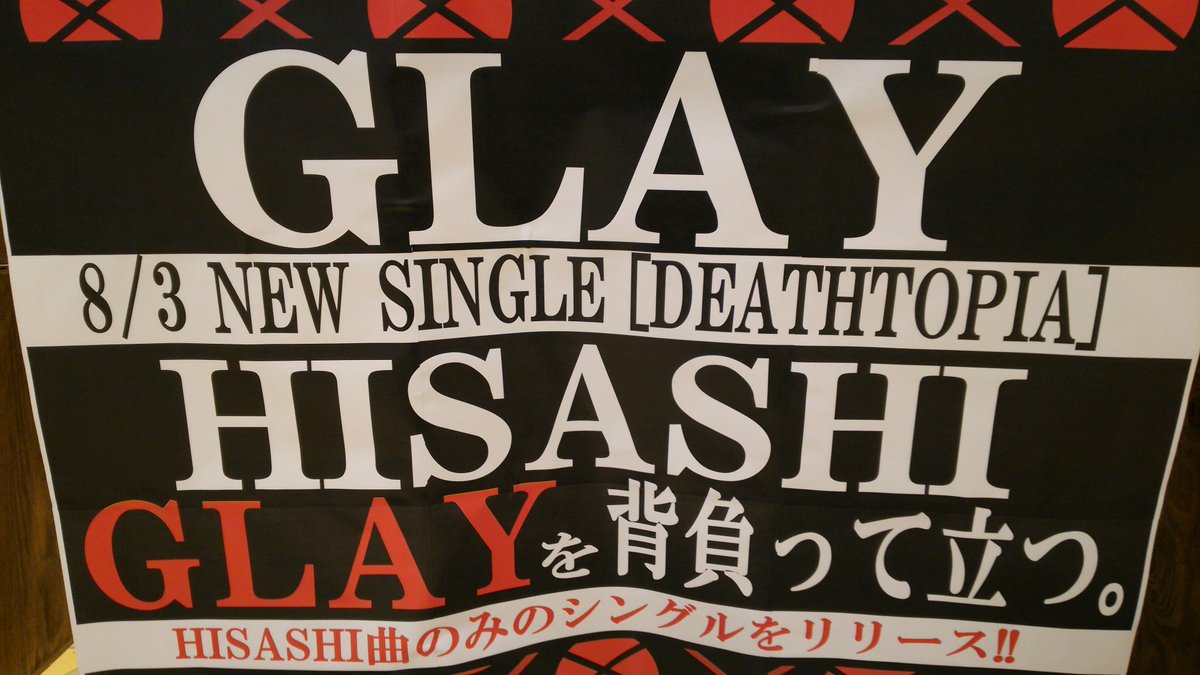 GLAY
8/3 NEW SINGLE [DEATHTOPIA]
HISASHI
GLAYを背負って立つ。
HISASHI曲のみのシングルをリリース!!